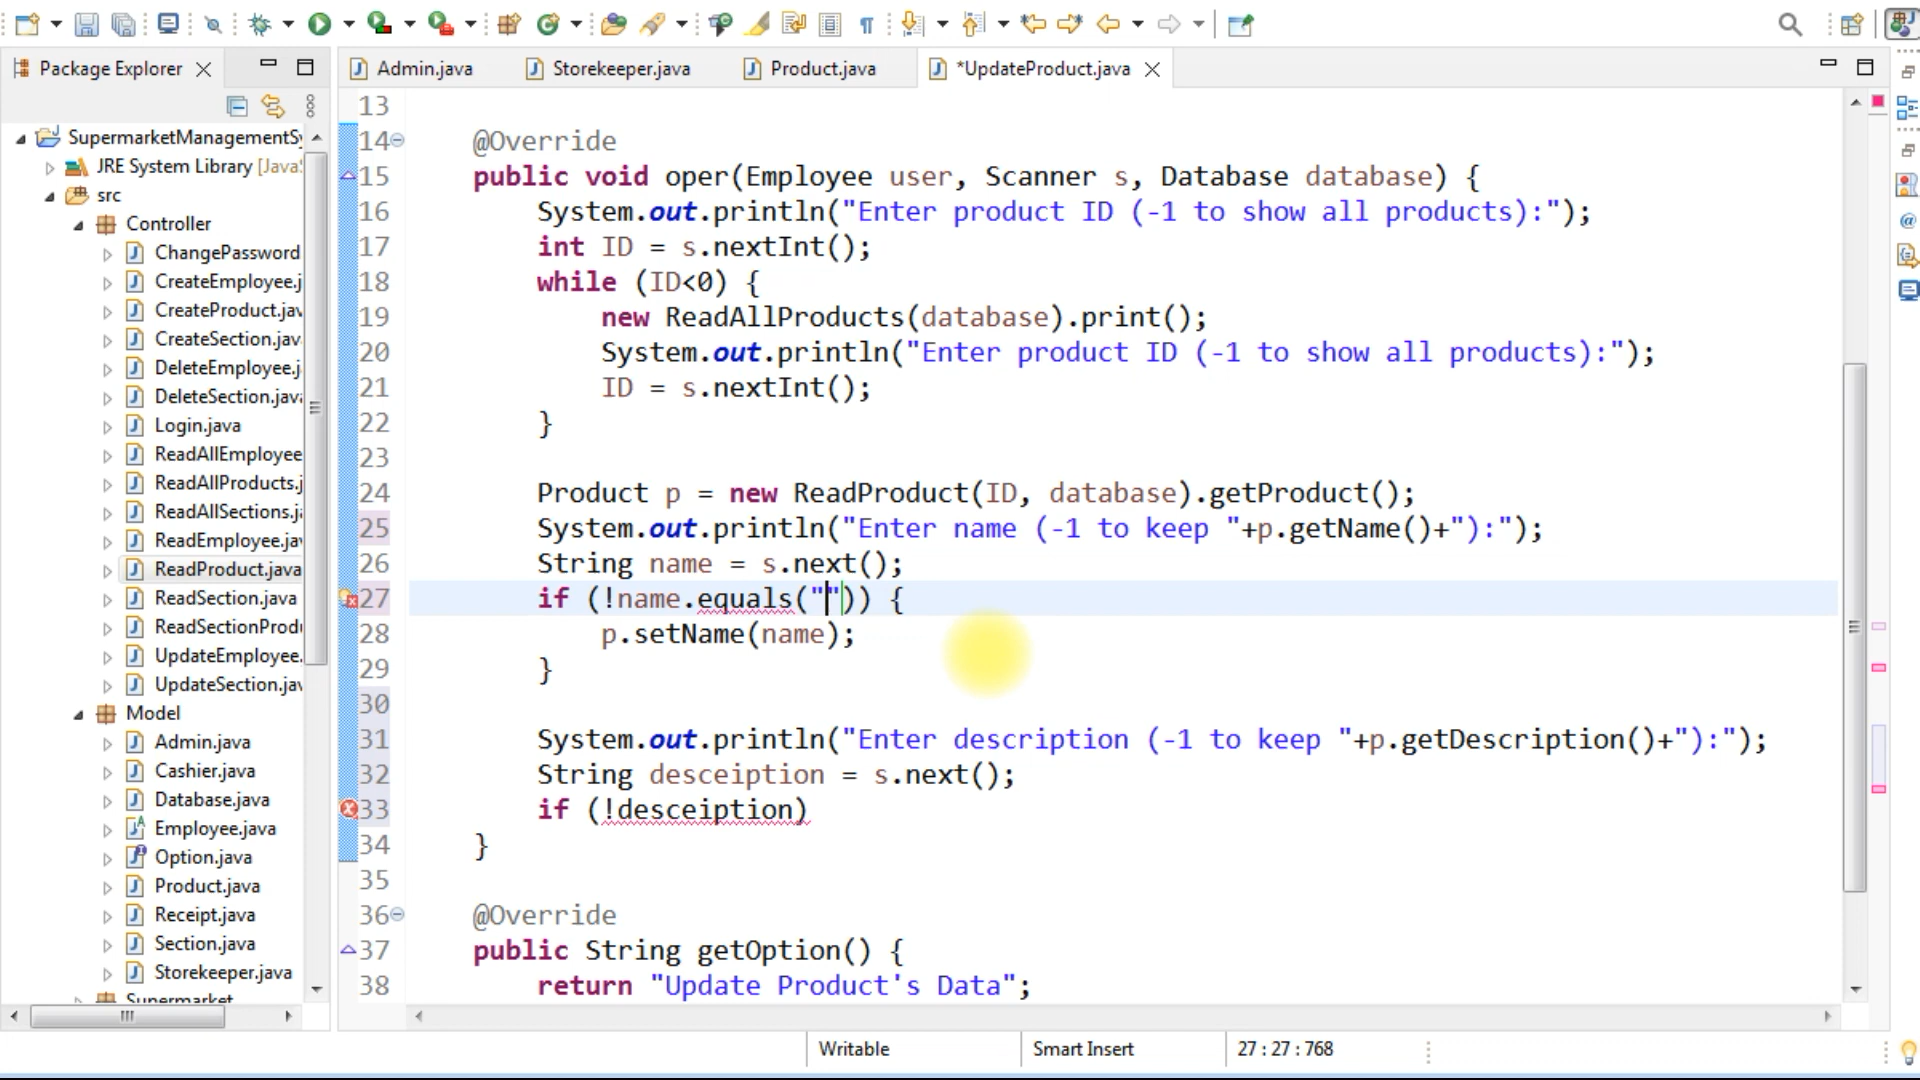 Package Explorer
Admin.java
Storekeeper.java
Product.java
*UpdateProduct.java
SupermarketManagementSy
JRE System Library [Java
src
Controller
ChangePassword
CreateEmployee.j
CreateProduct.jav
CreateSection.jav
DeleteEmployee.j
DeleteSection.java
Login.java
ReadAllEmployee
ReadAllProducts.j
ReadAllSections.ja
ReadEmployee.jav
ReadProduct.java
ReadSection.java
ReadSectionProdu
UpdateEmployee.
UpdateSection.jav
Model
Admin.java
Cashier.java
Database.java
Employee.java
Option.java
Product.java
Receipt.java
Section.java
Storekeeper.java
Supermarket
13
14 @Override
15 public void oper(Employee user, Scanner s, Database database) {
16 System.out.println("Enter product ID (-1 to show all products):");
17 int ID = s.nextInt();
18 while (ID<0) {
19 new ReadAllProducts(database).print();
20 System.out.println("Enter product ID (-1 to show all products):");
21 ID = s.nextInt();
22 }
23
24 Product p = new ReadProduct(ID, database).getProduct();
25 System.out.println("Enter name (-1 to keep "+p.getName()+"):");
26 String name = s.next();
27 if (!name.equals("")) {
28 p.setName(name);
29 }
30
31 System.out.println("Enter description (-1 to keep "+p.getDescription()+"):");
32 String desceiption = s.next();
33 if (!desceiption)
34 }
35
36 @Override
37 public String getOption() {
38 return "Update Product's Data";
Writable
Smart Insert
27 : 27 : 768